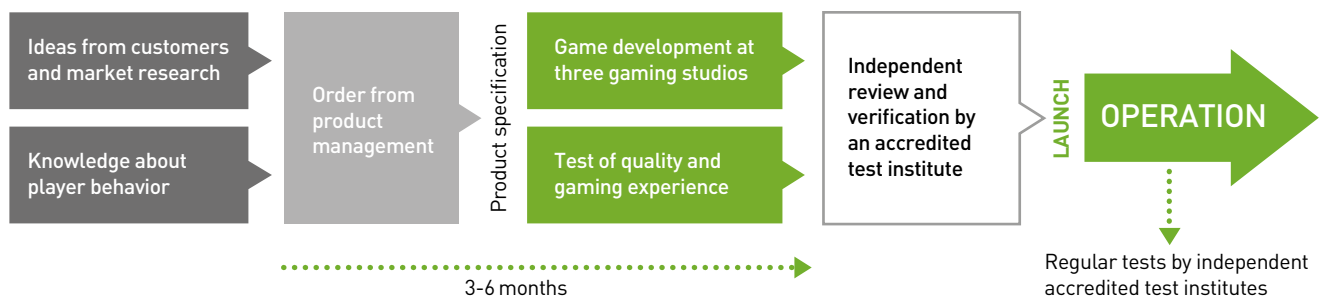 Ideas from customers
and market research
Knowledge about
player behavior
Order from
product
management
Product specification
Game development at
three gaming studios
Test of quality and
gaming experience
Independent
review and
verification by
an accredited
test institute
LAUNCH
OPERATION
3-6 months
Regular tests by independent
accredited test institutes